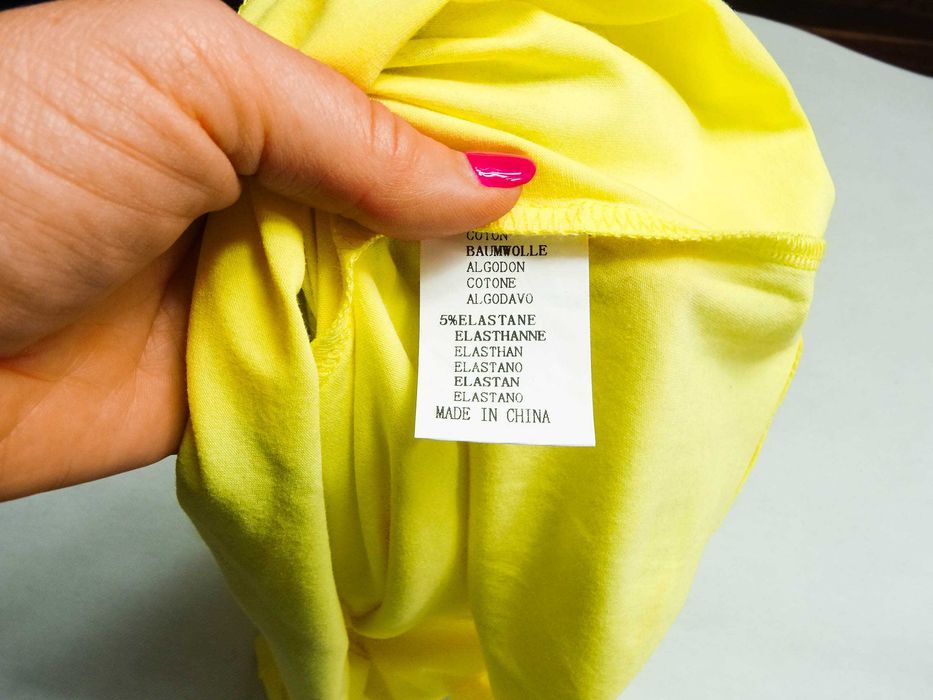 COTON
BAUMWOLLE
ALGODON
COTONE
ALGODAVO
5%ELASTANE
ELASTHANNE
ELASTHAN
ELASTANO
ELASTAN
ELASTANO
MADE IN CHINA